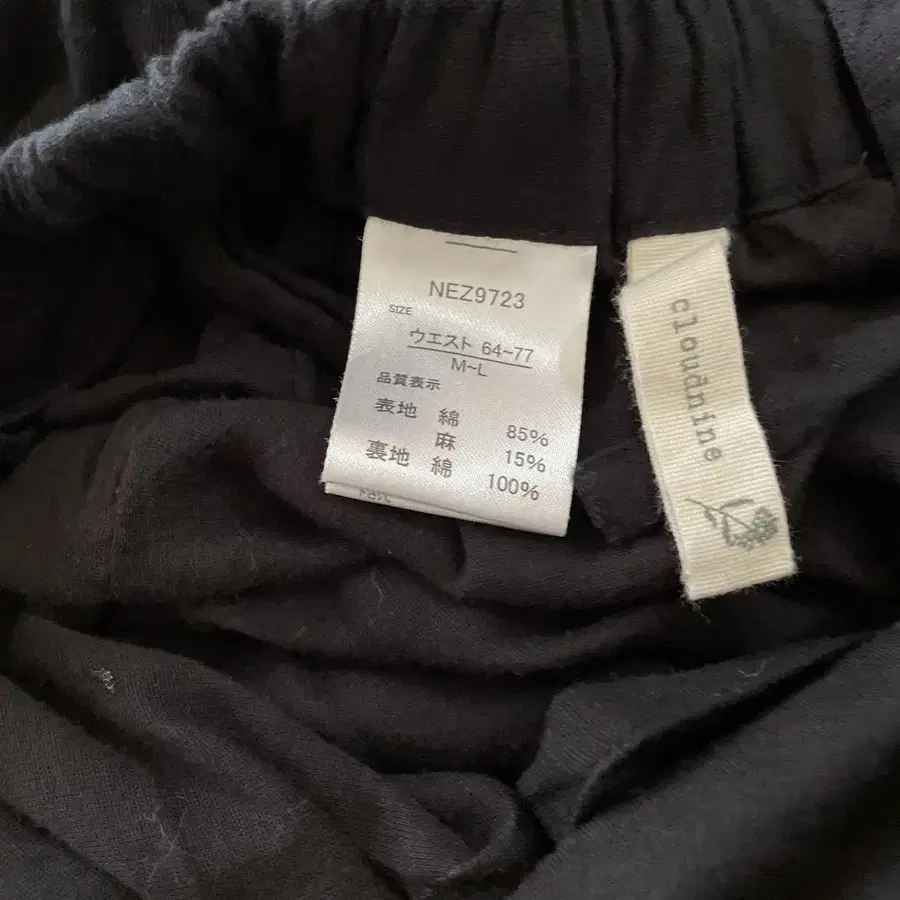 NEZ9723
SIZE
ウエスト 64~77
M~L
品質表示
表地 綿 85%
麻 15%
裏地 綿 100%
cloudnine